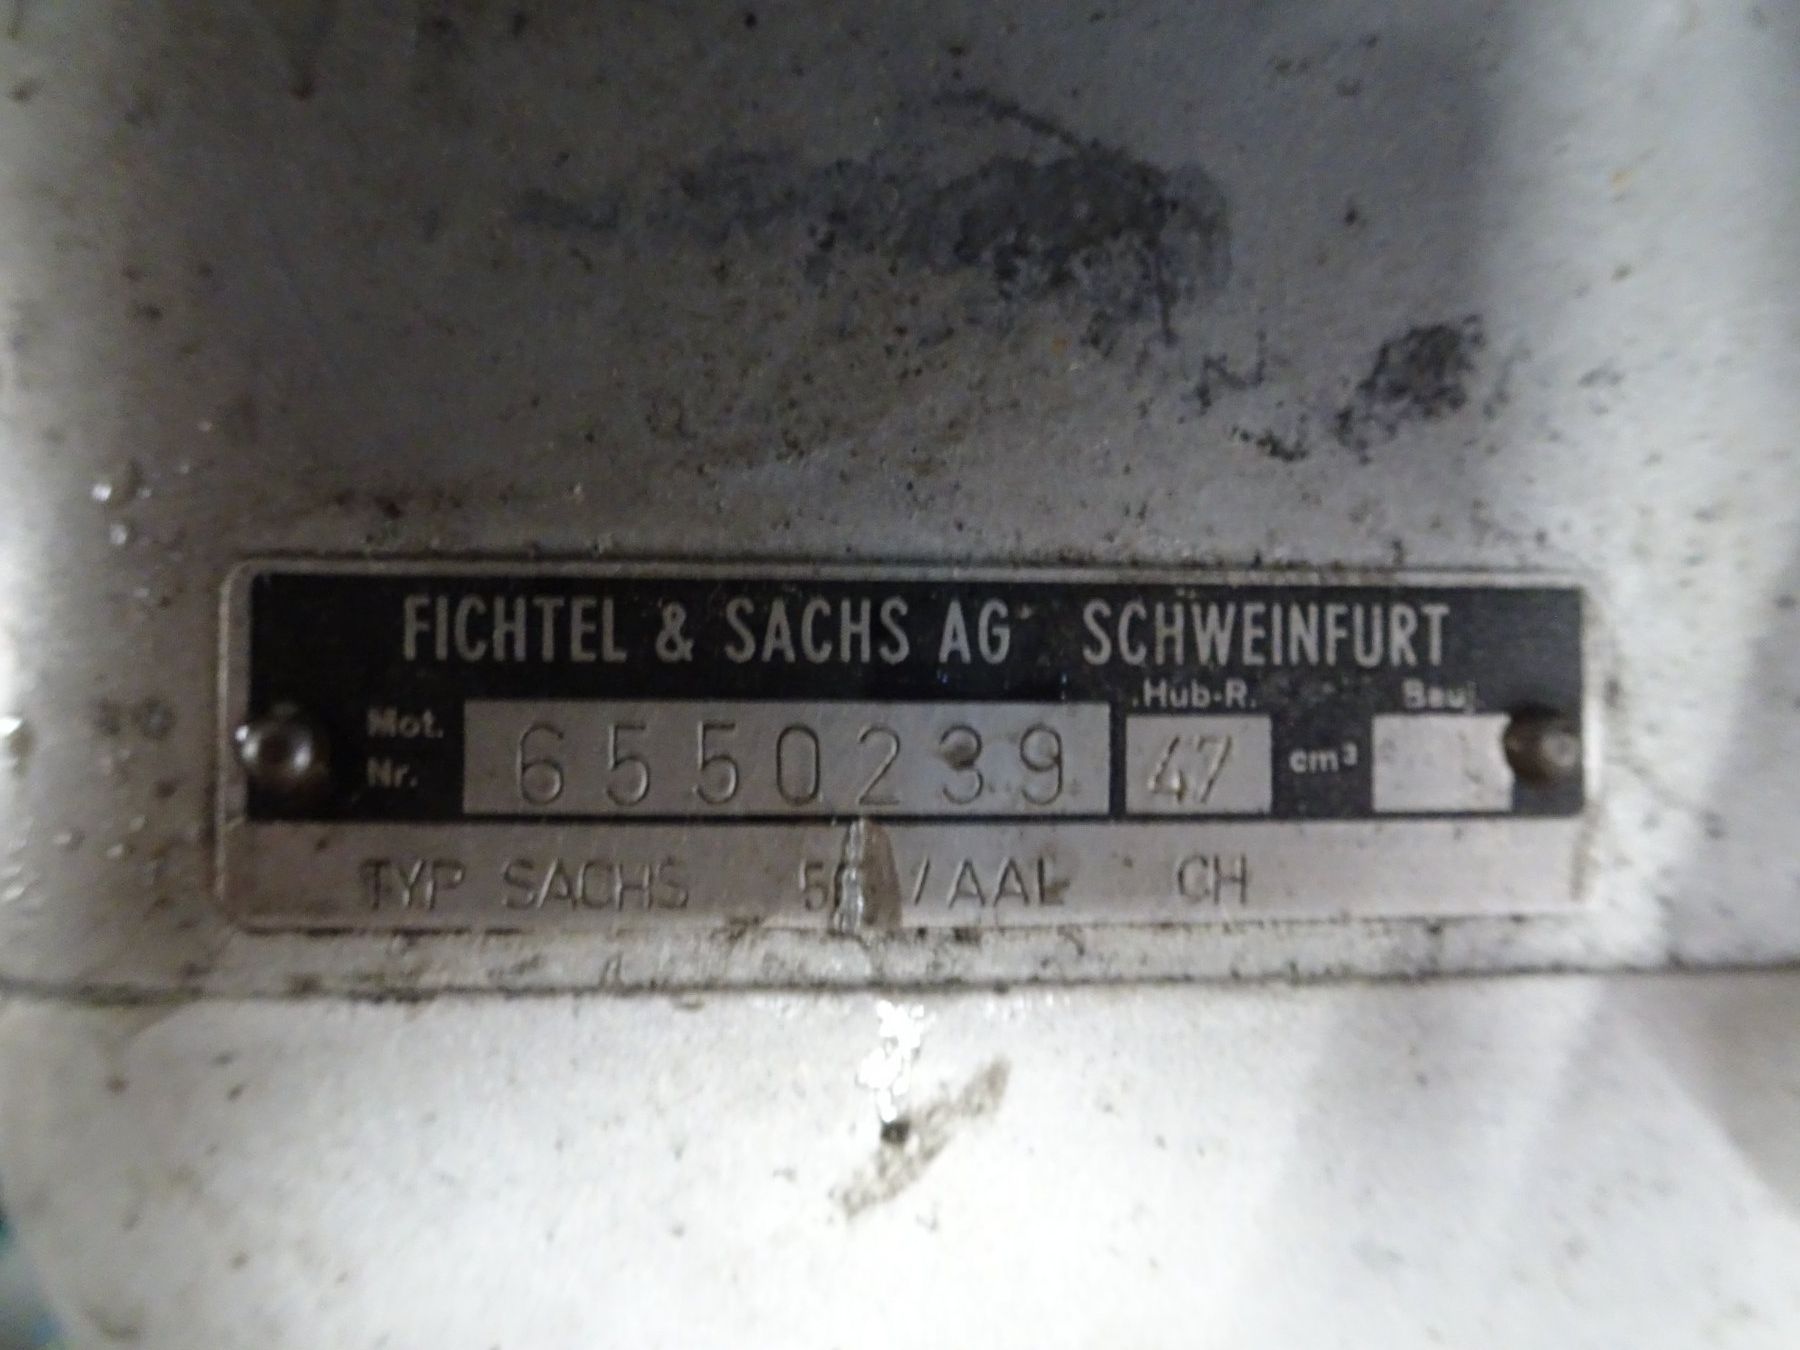 FICHTEL & SACHS AG SCHWEINFURT
Mot. Nr. 6550239 Hub-R. 47 cm³ Bauj.
TYP SACHS /AAL CH